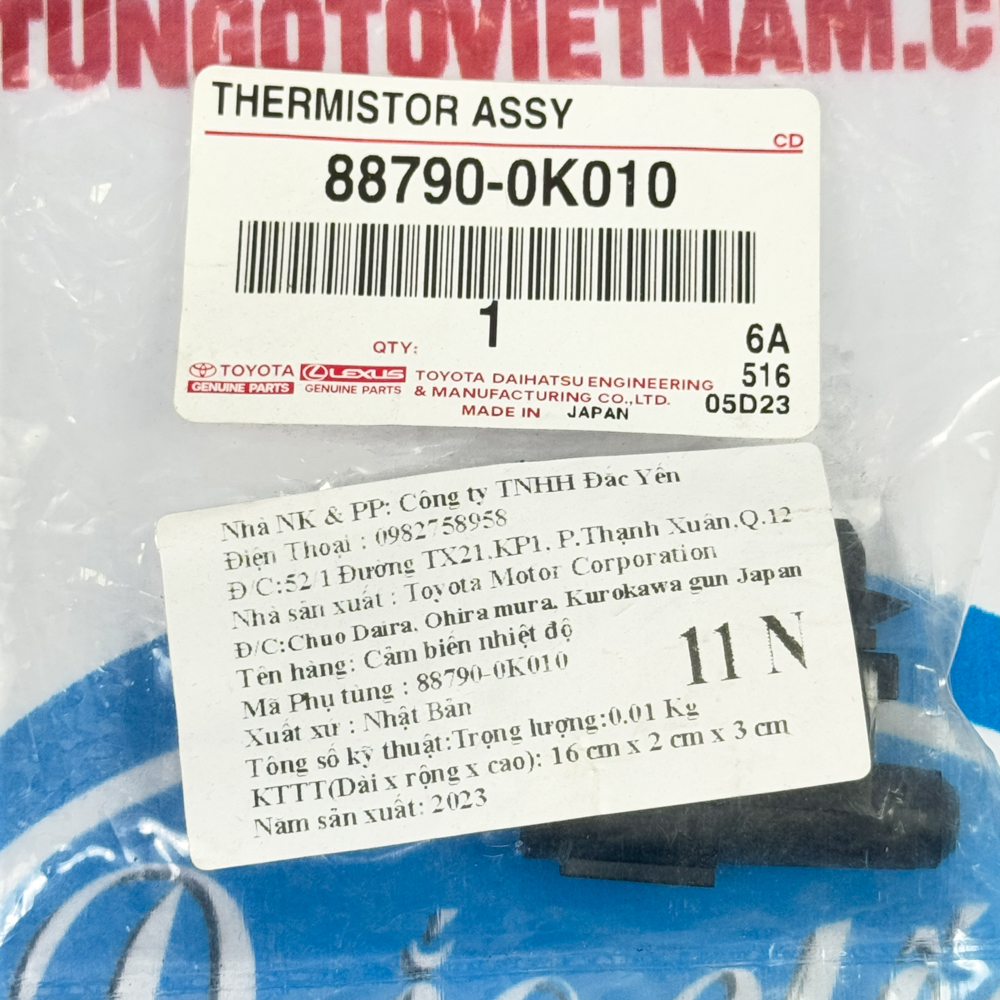 TUNGOTOVIETNAM.C
THERMISTOR ASSY
CD
88790-0K010
QTY: 1
6A
TOYOTA GENUINE PARTS
LEXUS GENUINE PARTS
TOYOTA DAIHATSU ENGINEERING 516
& MANUFACTURING CO.,LTD. 05D23
MADE IN JAPAN
Nhà NK & PP: Công ty TNHH Đắc Yến
Điện Thoại : 0982758958
Đ/C:52/1 Đường TX21.KP1. P.Thạnh Xuân.Q.12
Nhà sản xuất : Toyota Motor Corporation
Đ/C:Chuo Daira, Ohira mura, Kurokawa gun Japan
Tên hàng: Cảm biến nhiệt độ
Mã Phụ tùng : 88790-0K010
11 N
Xuất xứ : Nhật Bản
Tông số kỹ thuật:Trọng lượng:0.01 Kg
KTTT(Dài x rộng x cao): 16 cm x 2 cm x 3 cm
Năm sản xuất: 2023